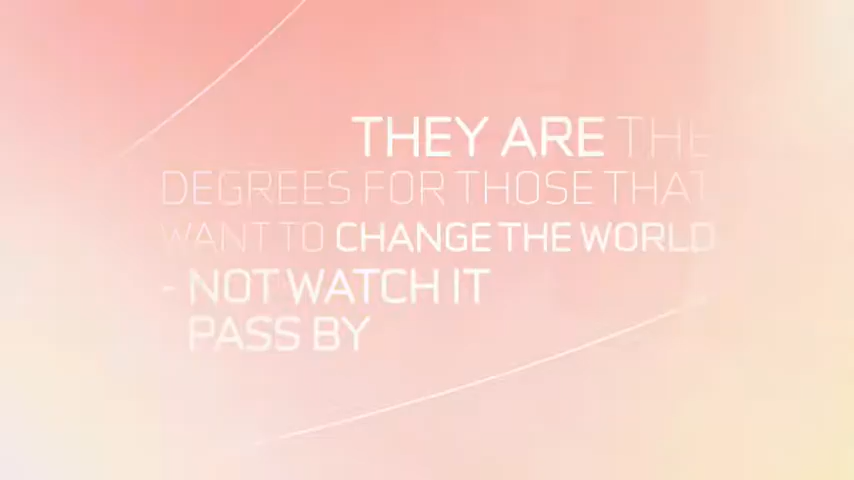 THEY ARE THE
DEGREES FOR THOSE THAT
WANT TO CHANGE THE WORLD
- NOT WATCH IT
PASS BY